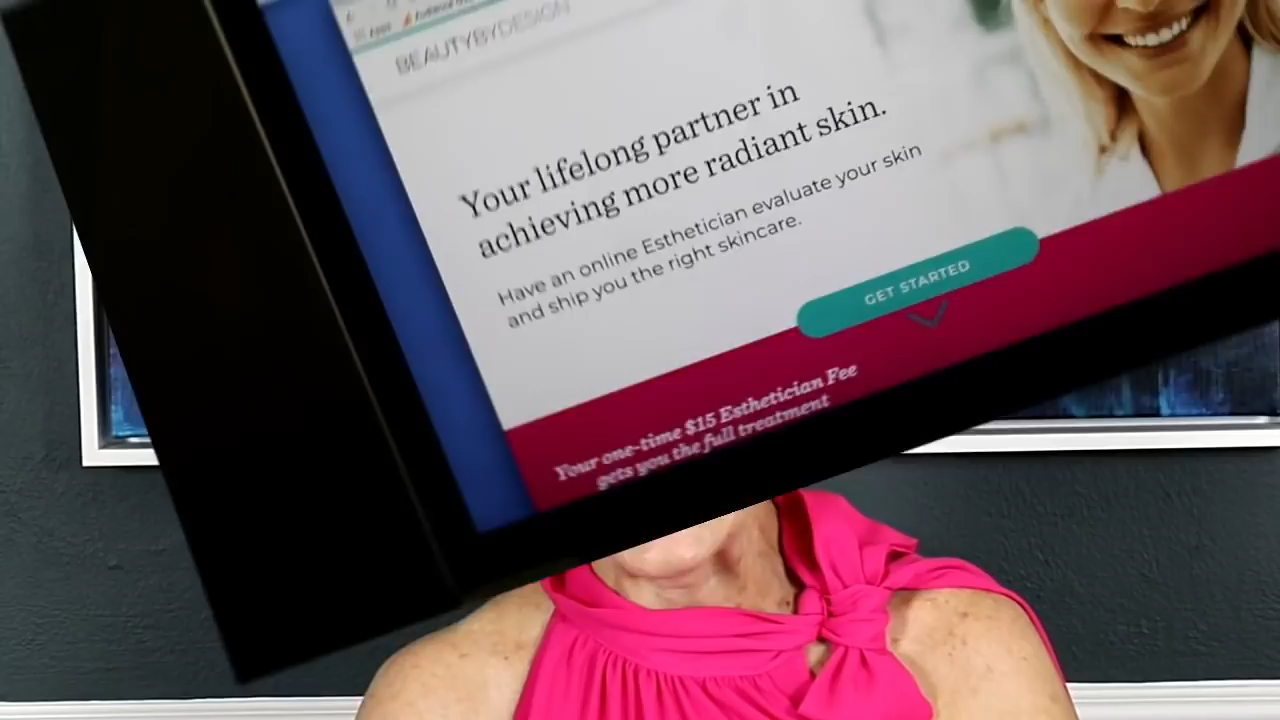 BEAUTYBYDESIGN
Your lifelong partner in
achieving more radiant skin.
Have an online Esthetician evaluate your skin
and ship you the right skincare.
GET STARTED
Your one-time $15 Esthetician Fee
gets you the full treatment